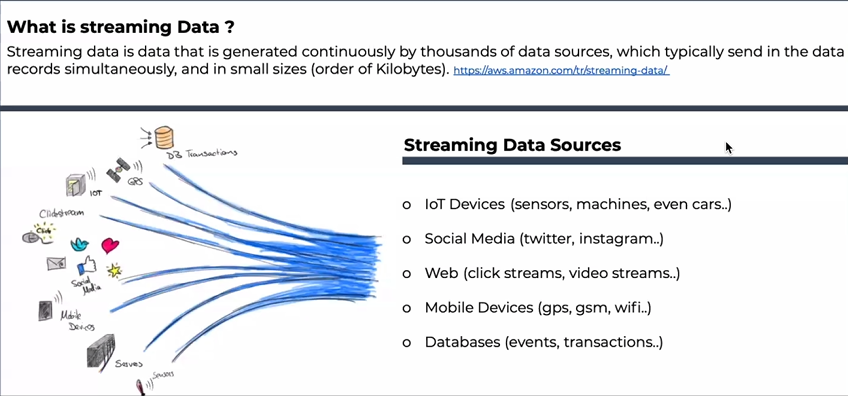 What is streaming Data ?
Streaming data is data that is generated continuously by thousands of data sources, which typically send in the data
records simultaneously, and in small sizes (order of Kilobytes). https://aws.amazon.com/tr/streaming-data/
DB Transactions
GPS
IOT
Clickstream
Click
Social
Media
Mobile
Devices
Serves
Sensors
Streaming Data Sources
o IoT Devices (sensors, machines, even cars..)
o Social Media (twitter, instagram..)
o Web (click streams, video streams..)
o Mobile Devices (gps, gsm, wifi..)
o Databases (events, transactions..)